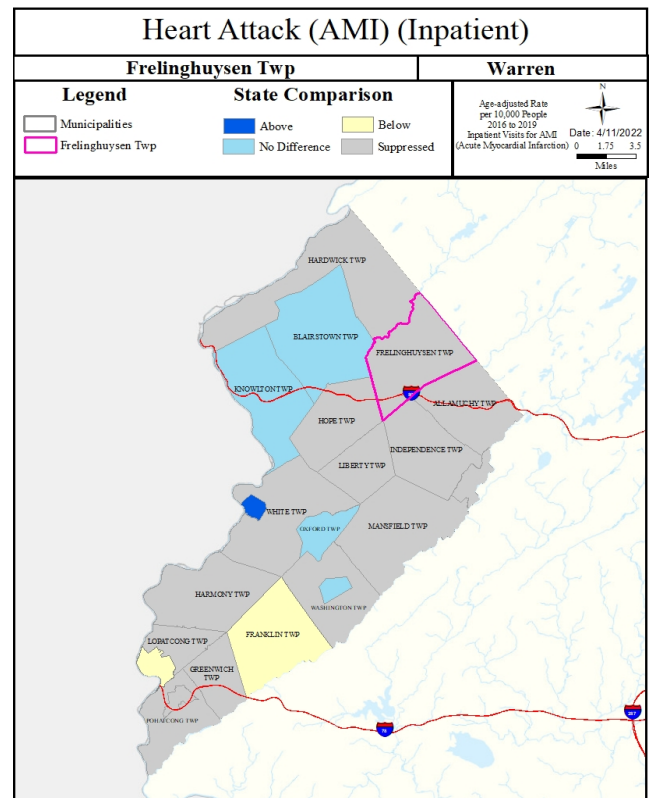 Heart Attack (AMI) (Inpatient)
Frelinghuysen Twp
Warren
Legend
Municipalities
Frelinghuysen Twp
State Comparison
Above
Below
No Difference
Suppressed
Age-adjusted Rate
per 10,000 People
2016 to 2019
Inpatient Visits for AMI
(Acute Myocardial Infarction)
N
Date: 4/11/2022
0 1.75 3.5
Miles
HARDWICK TWP
BLAIRSTOWN TWP
FRELINGHUYSEN TWP
KNOWLTON TWP
ALLAMUCHY TWP
HOPE TWP
INDEPENDENCE TWP
LIBERTY TWP
WHITE TWP
OXFORD TWP
MANSFIELD TWP
HARMONY TWP
WASHINGTON TWP
FRANKLIN TWP
LOPATCONG TWP
GREENWICH
TWP
POHATCONG TWP
78
287